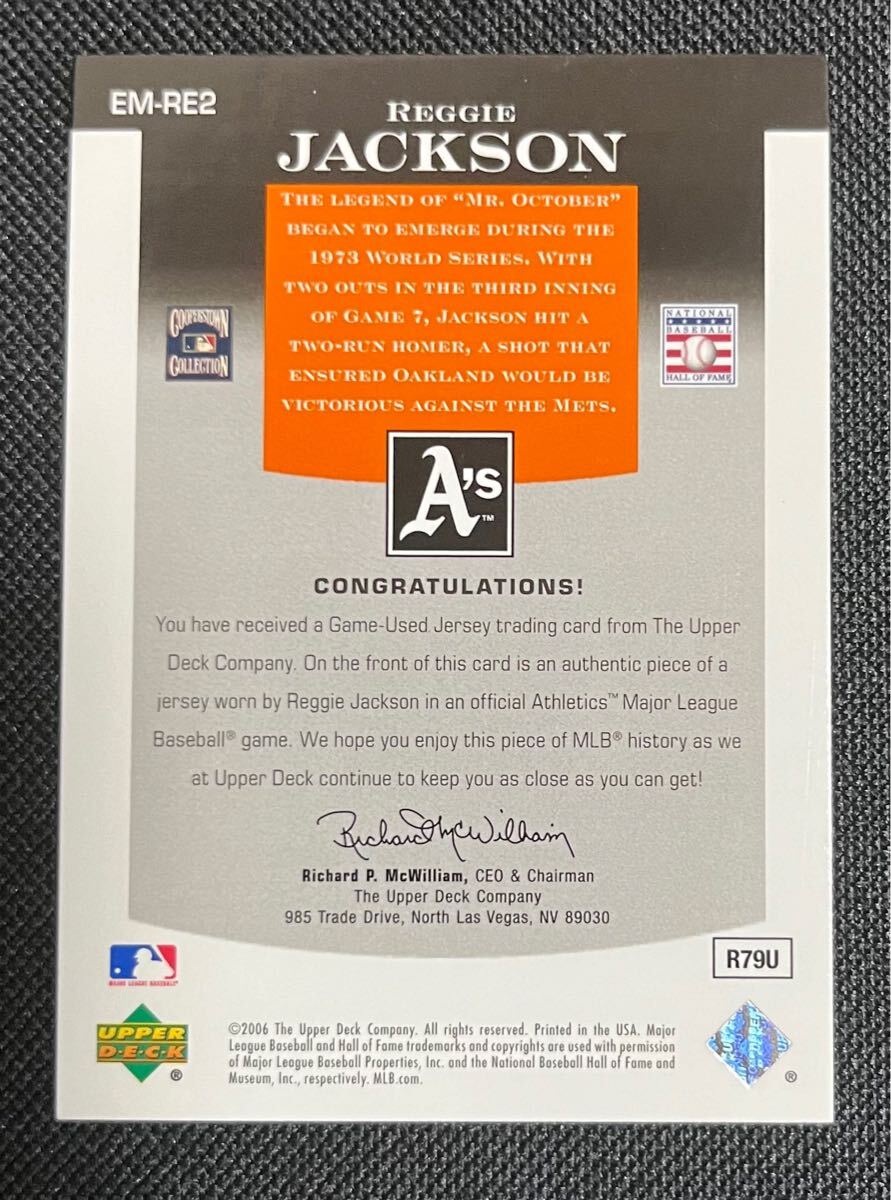 EM-RE2
REGGIE
JACKSON
THE LEGEND OF “MR. OCTOBER”
BEGAN TO EMERGE DURING THE
1973 WORLD SERIES. WITH
TWO OUTS IN THE THIRD INNING
OF GAME 7, JACKSON HIT A
TWO-RUN HOMER, A SHOT THAT
ENSURED OAKLAND WOULD BE
VICTORIOUS AGAINST THE METS.
COOPERSTOWN
COLLECTION
NATIONAL
BASEBALL
HALL OF FAME
A's™
CONGRATULATIONS!
You have received a Game-Used Jersey trading card from The Upper
Deck Company. On the front of this card is an authentic piece of a
jersey worn by Reggie Jackson in an official Athletics™ Major League
Baseball® game. We hope you enjoy this piece of MLB® history as we
at Upper Deck continue to keep you as close as you can get!
Richard P. McWilliam
Richard P. McWilliam, CEO & Chairman
The Upper Deck Company
985 Trade Drive, North Las Vegas, NV 89030
MAJOR LEAGUE BASEBALL®
R79U
UPPER
D•E•C•K
®
©2006 The Upper Deck Company. All rights reserved. Printed in the USA. Major
League Baseball and Hall of Fame trademarks and copyrights are used with permission
of Major League Baseball Properties, Inc. and the National Baseball Hall of Fame and
Museum, Inc., respectively. MLB.com.
®